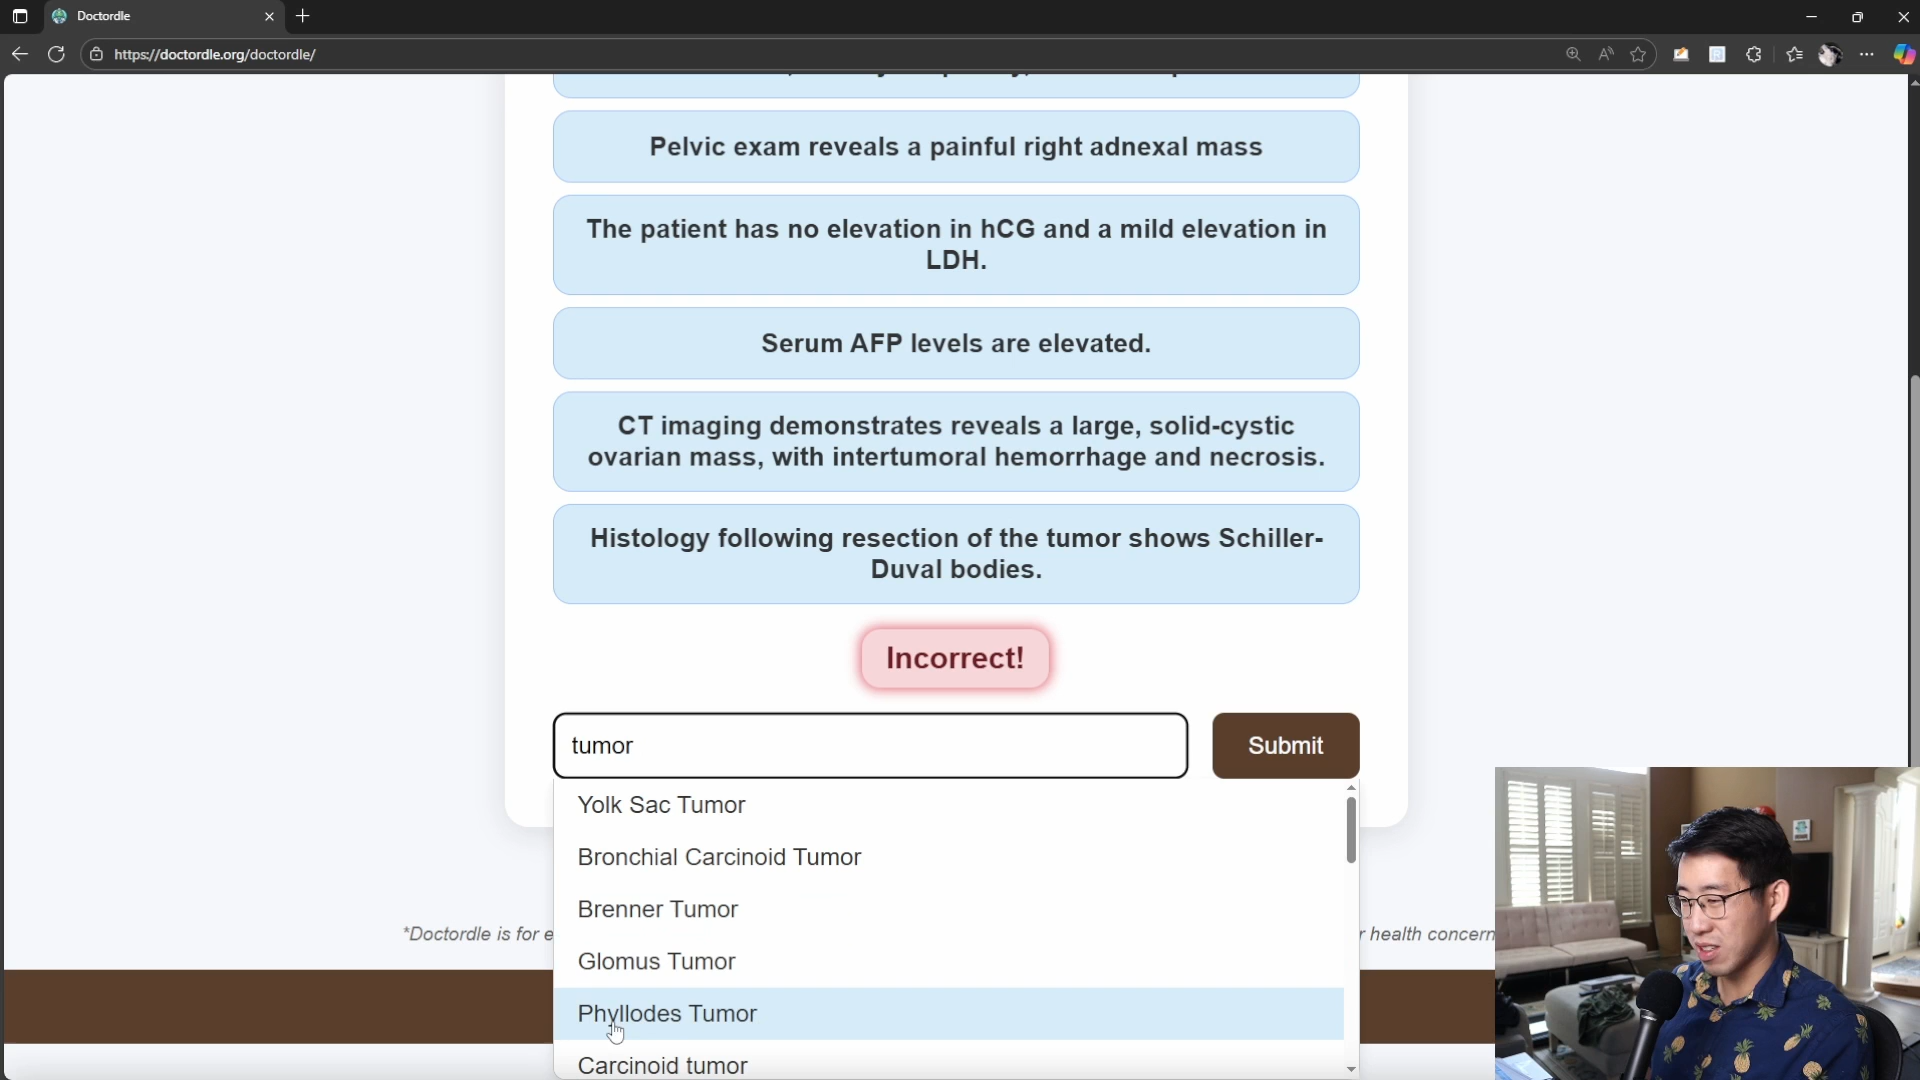 Doctordle
https://doctordle.org/doctordle/
Pelvic exam reveals a painful right adnexal mass
The patient has no elevation in hCG and a mild elevation in
LDH.
Serum AFP levels are elevated.
CT imaging demonstrates reveals a large, solid-cystic
ovarian mass, with intertumoral hemorrhage and necrosis.
Histology following resection of the tumor shows Schiller-
Duval bodies.
Incorrect!
tumor
Submit
Yolk Sac Tumor
Bronchial Carcinoid Tumor
Brenner Tumor
*Doctordle is for e
r health concern
Glomus Tumor
Phyllodes Tumor
Carcinoid tumor